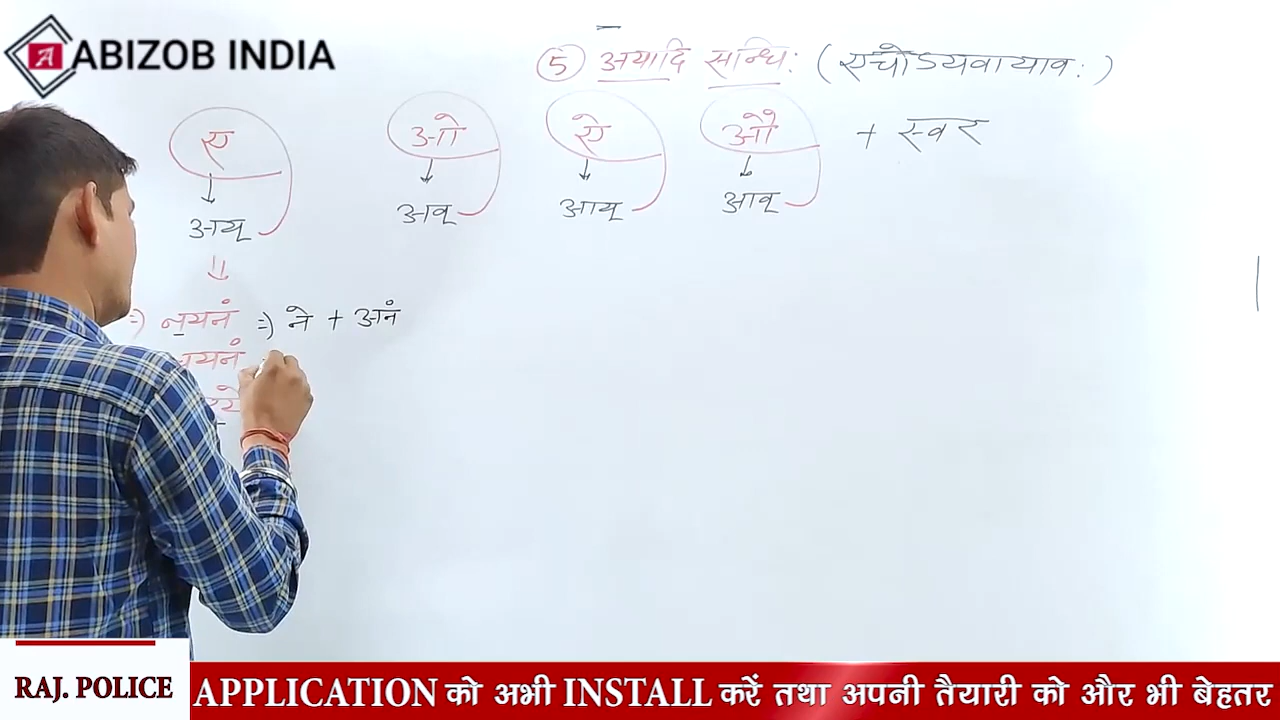 ABIZOB INDIA
⑤ अयादि सन्धि: (एचोऽयवायाव:)
ए ओ ऐ औ + स्वर
अय् अव् आय् आव्
=) नयनं =) ने + अनं
यनं
RAJ. POLICE
APPLICATION को अभी INSTALL करें तथा अपनी तैयारी को और भी बेहतर